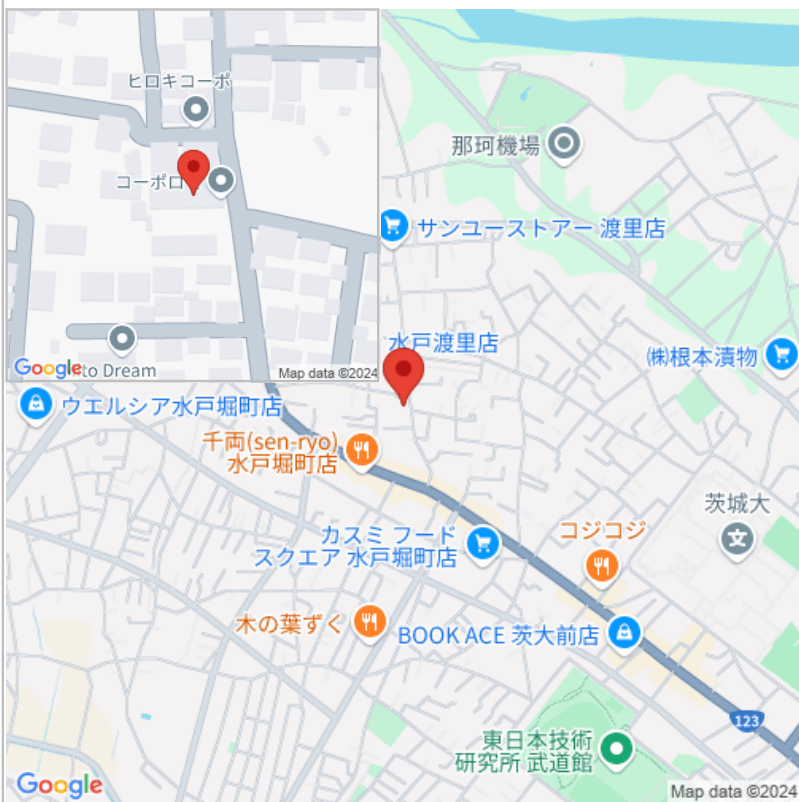 ヒロキコーポ
コーポロ
to Dream
Google
Map data ©2024
那珂機場
サンユーストアー 渡里店
水戸渡里店
㈱根本漬物
ウエルシア水戸堀町店
千両(sen-ryo)
水戸堀町店
カスミ フード
スクエア 水戸堀町店
コジコジ
茨城大
木の葉ずく
BOOK ACE 茨大前店
123
東日本技術
研究所 武道館
Google
Map data ©2024